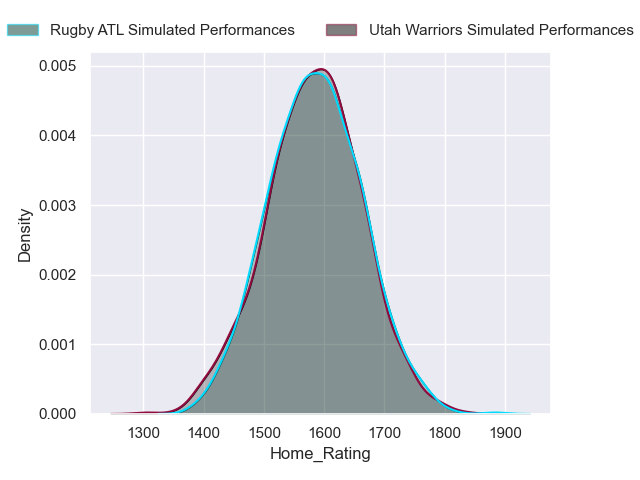 Rugby ATL Simulated Performances Utah Warriors Simulated Performances
0.005
0.004
0.003
0.002
0.001
0.000
Density
1300 1400 1500 1600 1700 1800 1900
Home_Rating